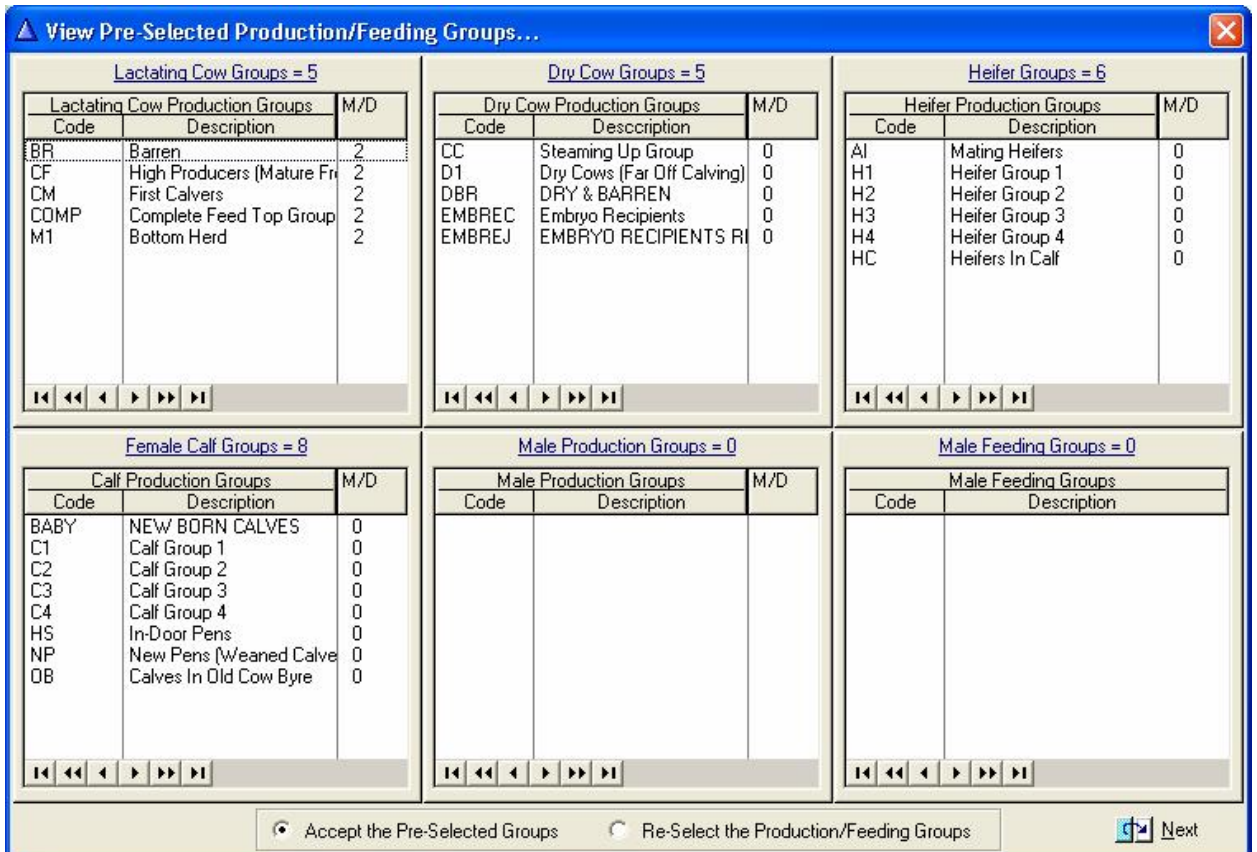 View Pre-Selected Production/Feeding Groups...
Lactating Cow Groups = 5
Lactating Cow Production Groups M/D
Code Description
BR Barren 2
CF High Producers (Mature Fr 2
CM First Calvers 2
COMP Complete Feed Top Group 2
M1 Bottom Herd 2
Dry Cow Groups = 5
Dry Cow Production Groups M/D
Code Desccription
CC Steaming Up Group 0
D1 Dry Cows (Far Off Calving) 0
DBR DRY & BARREN 0
EMBREC Embryo Recipients 0
EMBREJ EMBRYO RECIPIENTS RI 0
Heifer Groups = 6
Heifer Production Groups M/D
Code Description
AI Mating Heifers 0
H1 Heifer Group 1 0
H2 Heifer Group 2 0
H3 Heifer Group 3 0
H4 Heifer Group 4 0
HC Heifers In Calf 0
Female Calf Groups = 8
Calf Production Groups M/D
Code Description
BABY NEW BORN CALVES 0
C1 Calf Group 1 0
C2 Calf Group 2 0
C3 Calf Group 3 0
C4 Calf Group 4 0
HS In-Door Pens 0
NP New Pens (Weaned Calve 0
OB Calves In Old Cow Byre 0
Male Production Groups = 0
Male Production Groups M/D
Code Description
Male Feeding Groups = 0
Male Feeding Groups
Code Description
Accept the Pre-Selected Groups Re-Select the Production/Feeding Groups Next